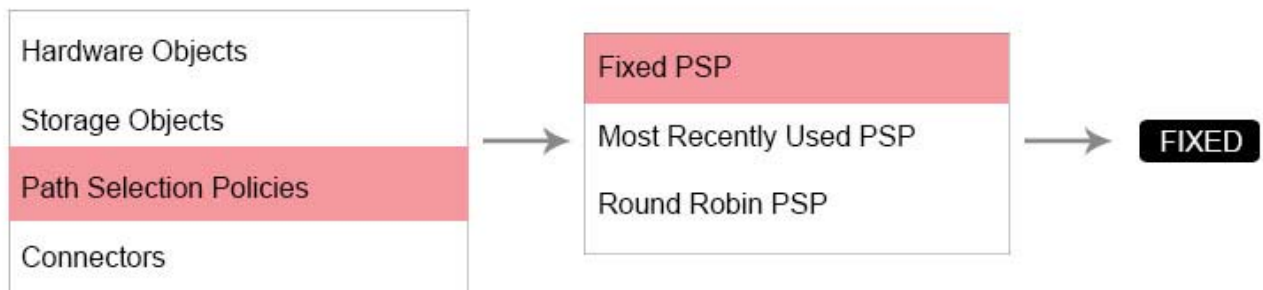 Hardware Objects
Storage Objects
Path Selection Policies
Connectors
Fixed PSP
Most Recently Used PSP
Round Robin PSP
FIXED